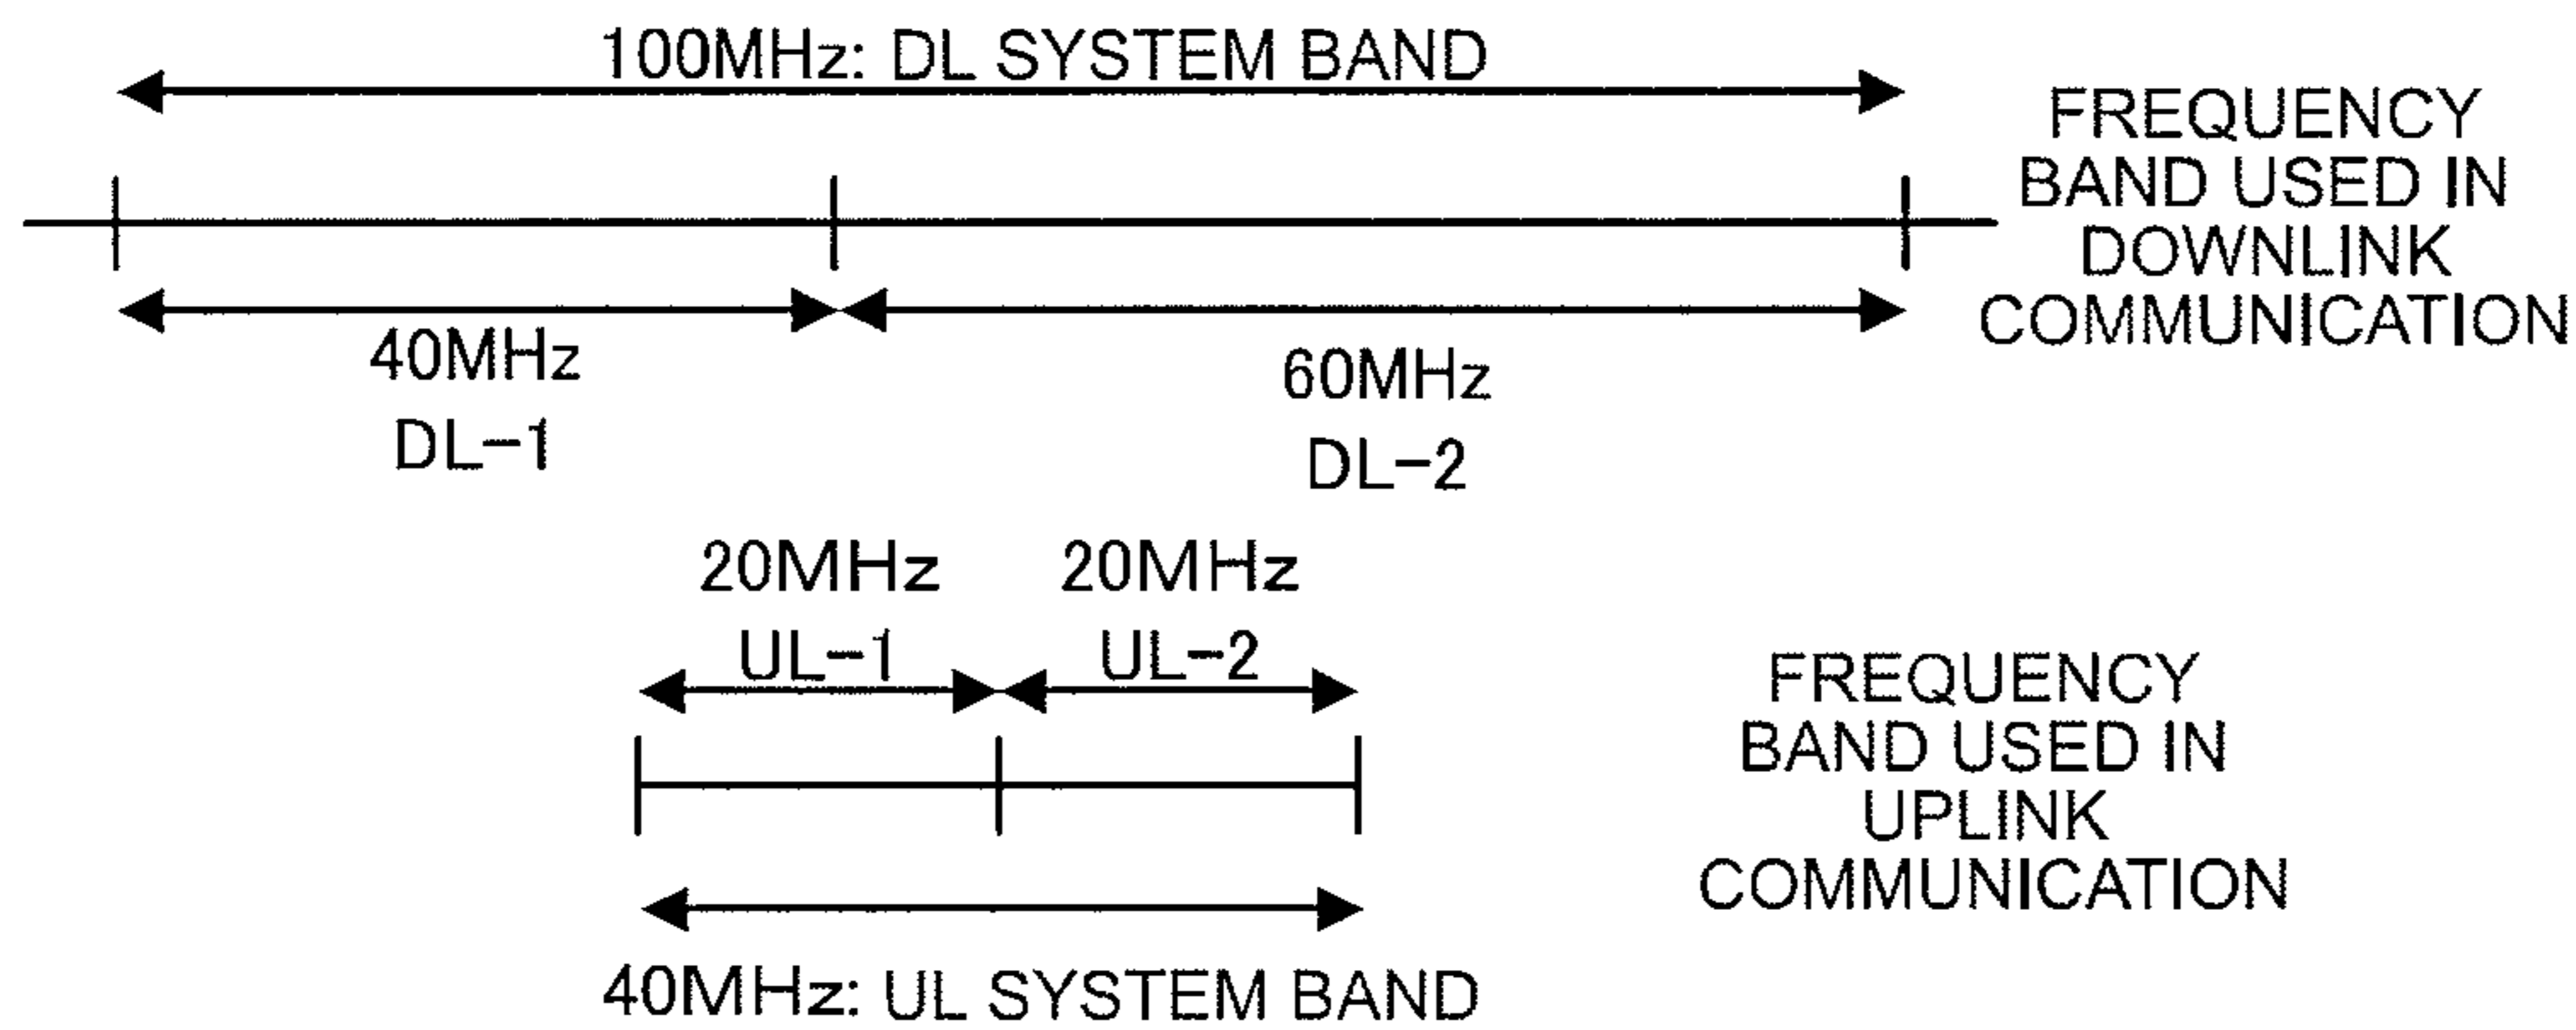 100MHz: DL SYSTEM BAND
FREQUENCY
BAND USED IN
DOWNLINK
COMMUNICATION
40MHz
DL-1
60MHz
DL-2
20MHz
UL-1
20MHz
UL-2
FREQUENCY
BAND USED IN
UPLINK
COMMUNICATION
40MHz: UL SYSTEM BAND